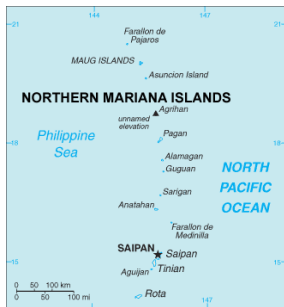 144
147
21
21
Farallon de
Pajaros
MAUG ISLANDS
Asuncion Island
NORTHERN MARIANA ISLANDS
Agrihan
unnamed
elevation
Philippine
Sea
Pagan
19
18
Alamagan
Guguan
NORTH
PACIFIC
OCEAN
Sarigan
Anatahan
Farallon de
Medinilla
SAIPAN
Saipan
15
15
Aguijan
Tinian
0 50 100 km
0 50 100 mi
Rota
147